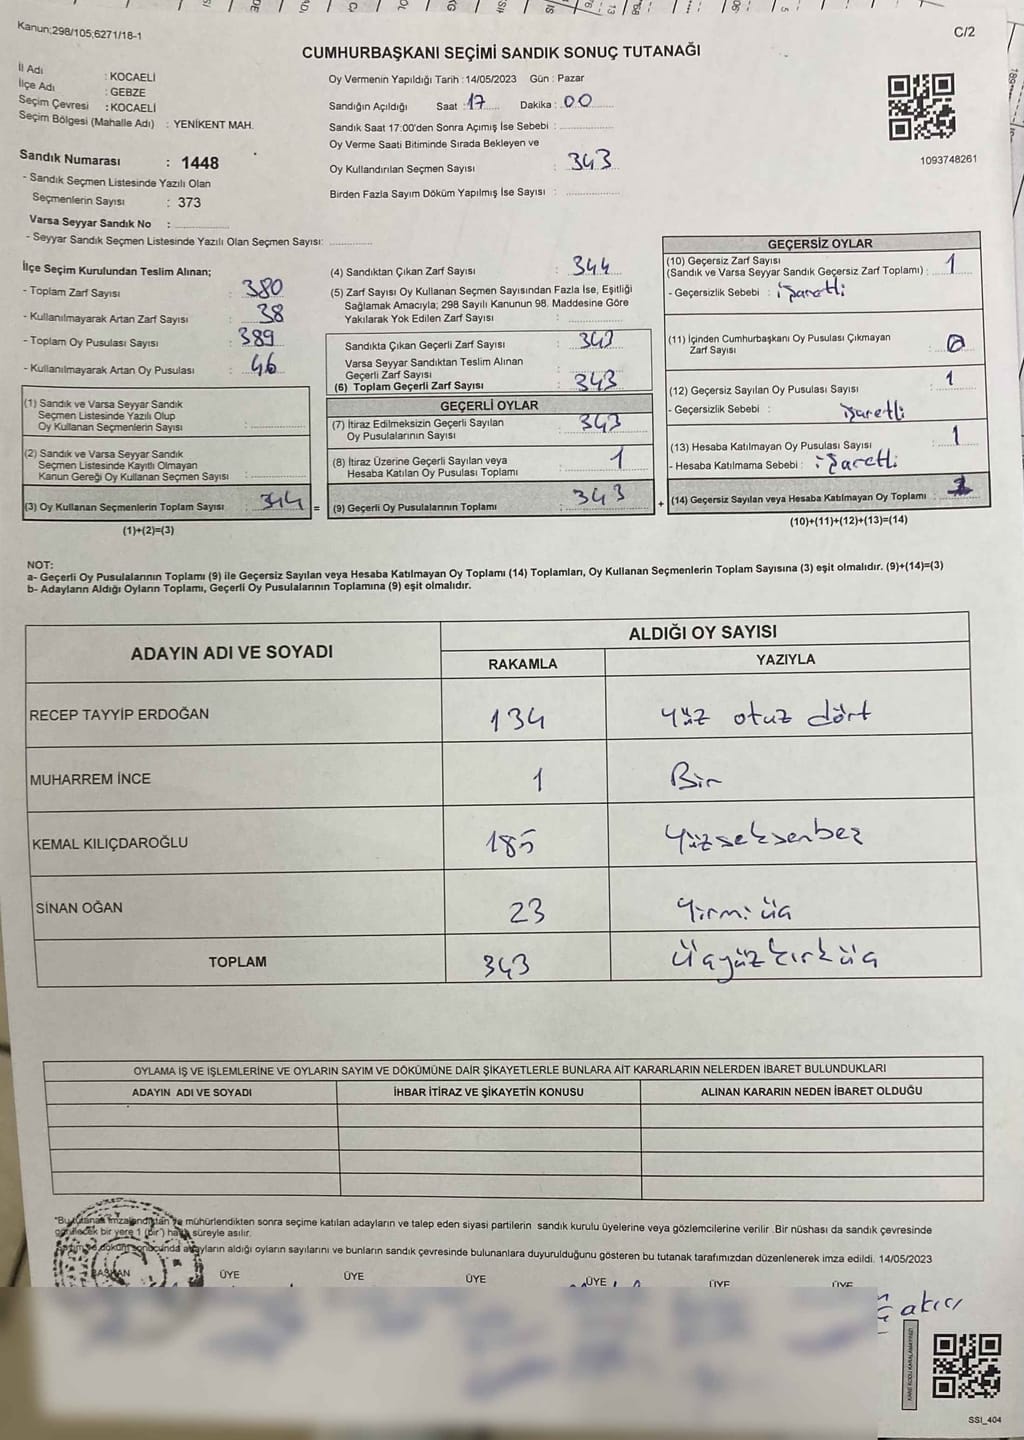 Kanun:298/105;6271/18-1
C/2
CUMHURBAŞKANI SEÇİMİ SANDIK SONUÇ TUTANAĞI
İl Adı : KOCAELİ
İlçe Adı : GEBZE
Seçim Çevresi : KOCAELİ
Seçim Bölgesi (Mahalle Adı) : YENİKENT MAH.
Sandık Numarası : 1448
- Sandık Seçmen Listesinde Yazılı Olan
Seçmenlerin Sayısı : 373
Varsa Seyyar Sandık No :
- Seyyar Sandık Seçmen Listesinde Yazılı Olan Seçmen Sayısı:
Oy Vermenin Yapıldığı Tarih :14/05/2023 Gün : Pazar
Sandığın Açıldığı Saat :17 Dakika : 00
Sandık Saat 17:00'den Sonra Açımış İse Sebebi :
Oy Verme Saati Bitiminde Sırada Bekleyen ve
Oy Kullandırılan Seçmen Sayısı : 343
Birden Fazla Sayım Döküm Yapılmış İse Sayısı :
1093748261
İlçe Seçim Kurulundan Teslim Alınan;
- Toplam Zarf Sayısı : 380
- Kullanılmayarak Artan Zarf Sayısı : 38
- Toplam Oy Pusulası Sayısı : 389
- Kullanılmayarak Artan Oy Pusulası : 46
(1) Sandık ve Varsa Seyyar Sandık
Seçmen Listesinde Yazılı Olup
Oy Kullanan Seçmenlerin Sayısı :
(2) Sandık ve Varsa Seyyar Sandık
Seçmen Listesinde Kayıtlı Olmayan
Kanun Gereği Oy Kullanan Seçmen Sayısı :
(3) Oy Kullanan Seçmenlerin Toplam Sayısı : 344 =
(1)+(2)=(3)
(4) Sandıktan Çıkan Zarf Sayısı : 344
(5) Zarf Sayısı Oy Kullanan Seçmen Sayısından Fazla İse, Eşitliği
Sağlamak Amacıyla; 298 Sayılı Kanunun 98. Maddesine Göre
Yakılarak Yok Edilen Zarf Sayısı :
Sandıkta Çıkan Geçerli Zarf Sayısı : 343
Varsa Seyyar Sandıktan Teslim Alınan
Geçerli Zarf Sayısı :
(6) Toplam Geçerli Zarf Sayısı : 343
GEÇERLİ OYLAR
(7) İtiraz Edilmeksizin Geçerli Sayılan
Oy Pusulalarının Sayısı : 343
(8) İtiraz Üzerine Geçerli Sayılan veya
Hesaba Katılan Oy Pusulası Toplamı : 1
(9) Geçerli Oy Pusulalarının Toplamı : 343 +
GEÇERSİZ OYLAR
(10) Geçersiz Zarf Sayısı
(Sandık ve Varsa Seyyar Sandık Geçersiz Zarf Toplamı) : 1
- Geçersizlik Sebebi : işaretli
(11) İçinden Cumhurbaşkanı Oy Pusulası Çıkmayan
Zarf Sayısı : 0
(12) Geçersiz Sayılan Oy Pusulası Sayısı : 1
- Geçersizlik Sebebi : işaretli
(13) Hesaba Katılmayan Oy Pusulası Sayısı : 1
- Hesaba Katılmama Sebebi : işaretli
(14) Geçersiz Sayılan veya Hesaba Katılmayan Oy Toplamı :
(10)+(11)+(12)+(13)=(14)
NOT:
a- Geçerli Oy Pusulalarının Toplamı (9) ile Geçersiz Sayılan veya Hesaba Katılmayan Oy Toplamı (14) Toplamları, Oy Kullanan Seçmenlerin Toplam Sayısına (3) eşit olmalıdır. (9)+(14)=(3)
b- Adayların Aldığı Oyların Toplamı, Geçerli Oy Pusulalarının Toplamına (9) eşit olmalıdır.
ADAYIN ADI VE SOYADI
ALDIĞI OY SAYISI
RAKAMLA YAZIYLA
RECEP TAYYİP ERDOĞAN 134 Yüz otuz dört
MUHARREM İNCE 1 Bir
KEMAL KILIÇDAROĞLU 185 Yüzseksenbeş
SİNAN OĞAN 23 Yirmi üç
TOPLAM 343 Üçyüzkırküç
OYLAMA İŞ VE İŞLEMLERİNE VE OYLARIN SAYIM VE DÖKÜMÜNE DAİR ŞİKAYETLERLE BUNLARA AİT KARARLARIN NELERDEN İBARET BULUNDUKLARI
ADAYIN ADI VE SOYADI İHBAR İTİRAZ VE ŞİKAYETİN KONUSU ALINAN KARARIN NEDEN İBARET OLDUĞU
"Bu tutanak imzalandıktan ve mühürlendikten sonra seçime katılan adayların ve talep eden siyasi partilerin sandık kurulu üyelerine veya gözlemcilerine verilir .Bir nüshası da sandık çevresinde
görülecek bir yere 1 (bir) hafta süreyle asılır.
Sayım ve döküm sonucunda adayların aldığı oyların sayılarını ve bunların sandık çevresinde bulunanlara duyurulduğunu gösteren bu tutanak tarafımızdan düzenlenerek imza edildi. 14/05/2023
BAŞKAN ÜYE ÜYE ÜYE ÜYE ÜYE ÜYE
SSI_404